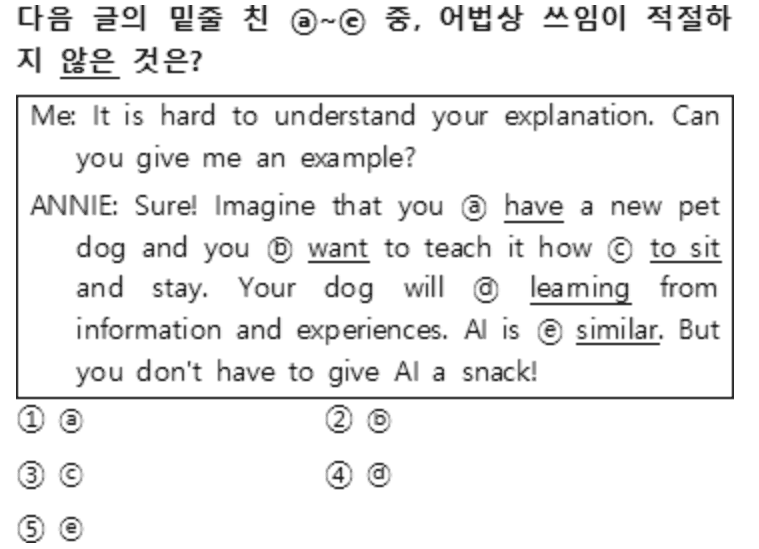 다음 글의 밑줄 친 ⓐ~ⓔ 중, 어법상 쓰임이 적절하
지 않은 것은?
Me: It is hard to understand your explanation. Can
you give me an example?
ANNIE: Sure! Imagine that you ⓐ have a new pet
dog and you ⓑ want to teach it how ⓒ to sit
and stay. Your dog will ⓓ learning from
information and experiences. AI is ⓔ similar. But
you don't have to give AI a snack!
① ⓐ ② ⓑ
③ ⓒ ④ ⓓ
⑤ ⓔ